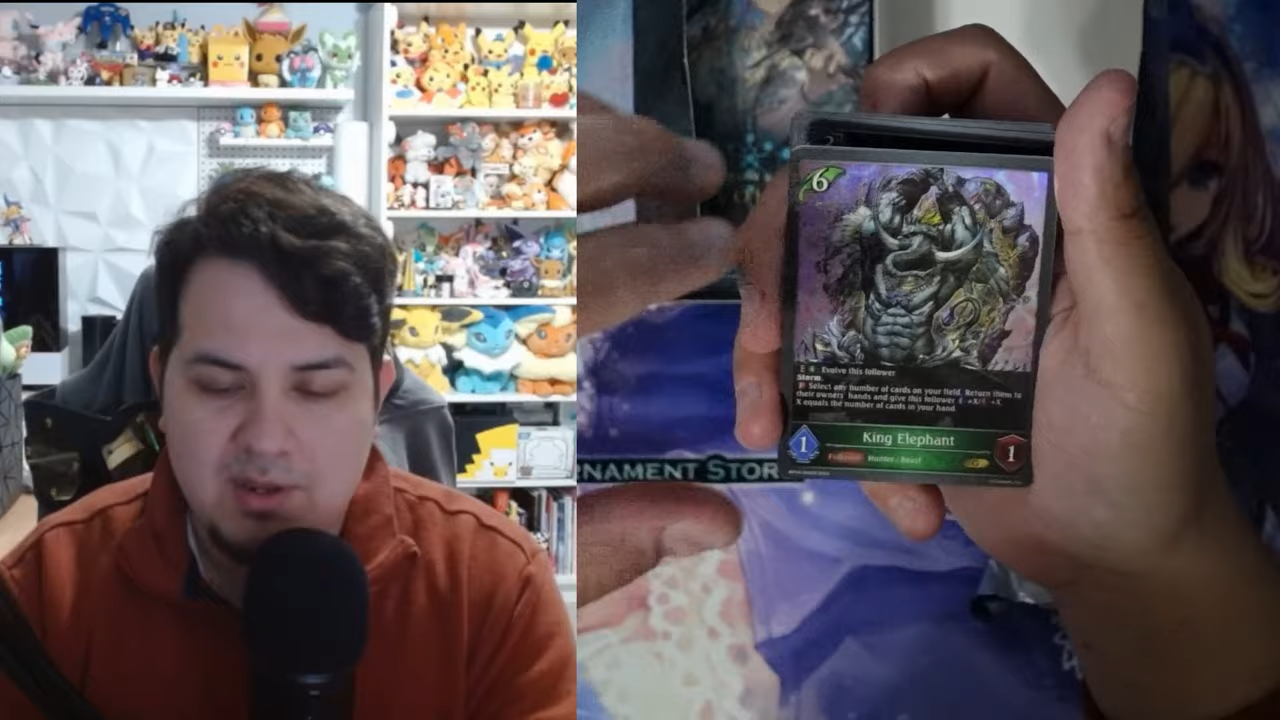 6
E 4: Evolve this follower
Storm.
Select any number of cards on your field. Return them to
their owners' hands and give this follower +X/ +X.
X equals the number of cards in your hand.
King Elephant
1
1
Follower Hunter / Beast
G
RNAMENT STOR